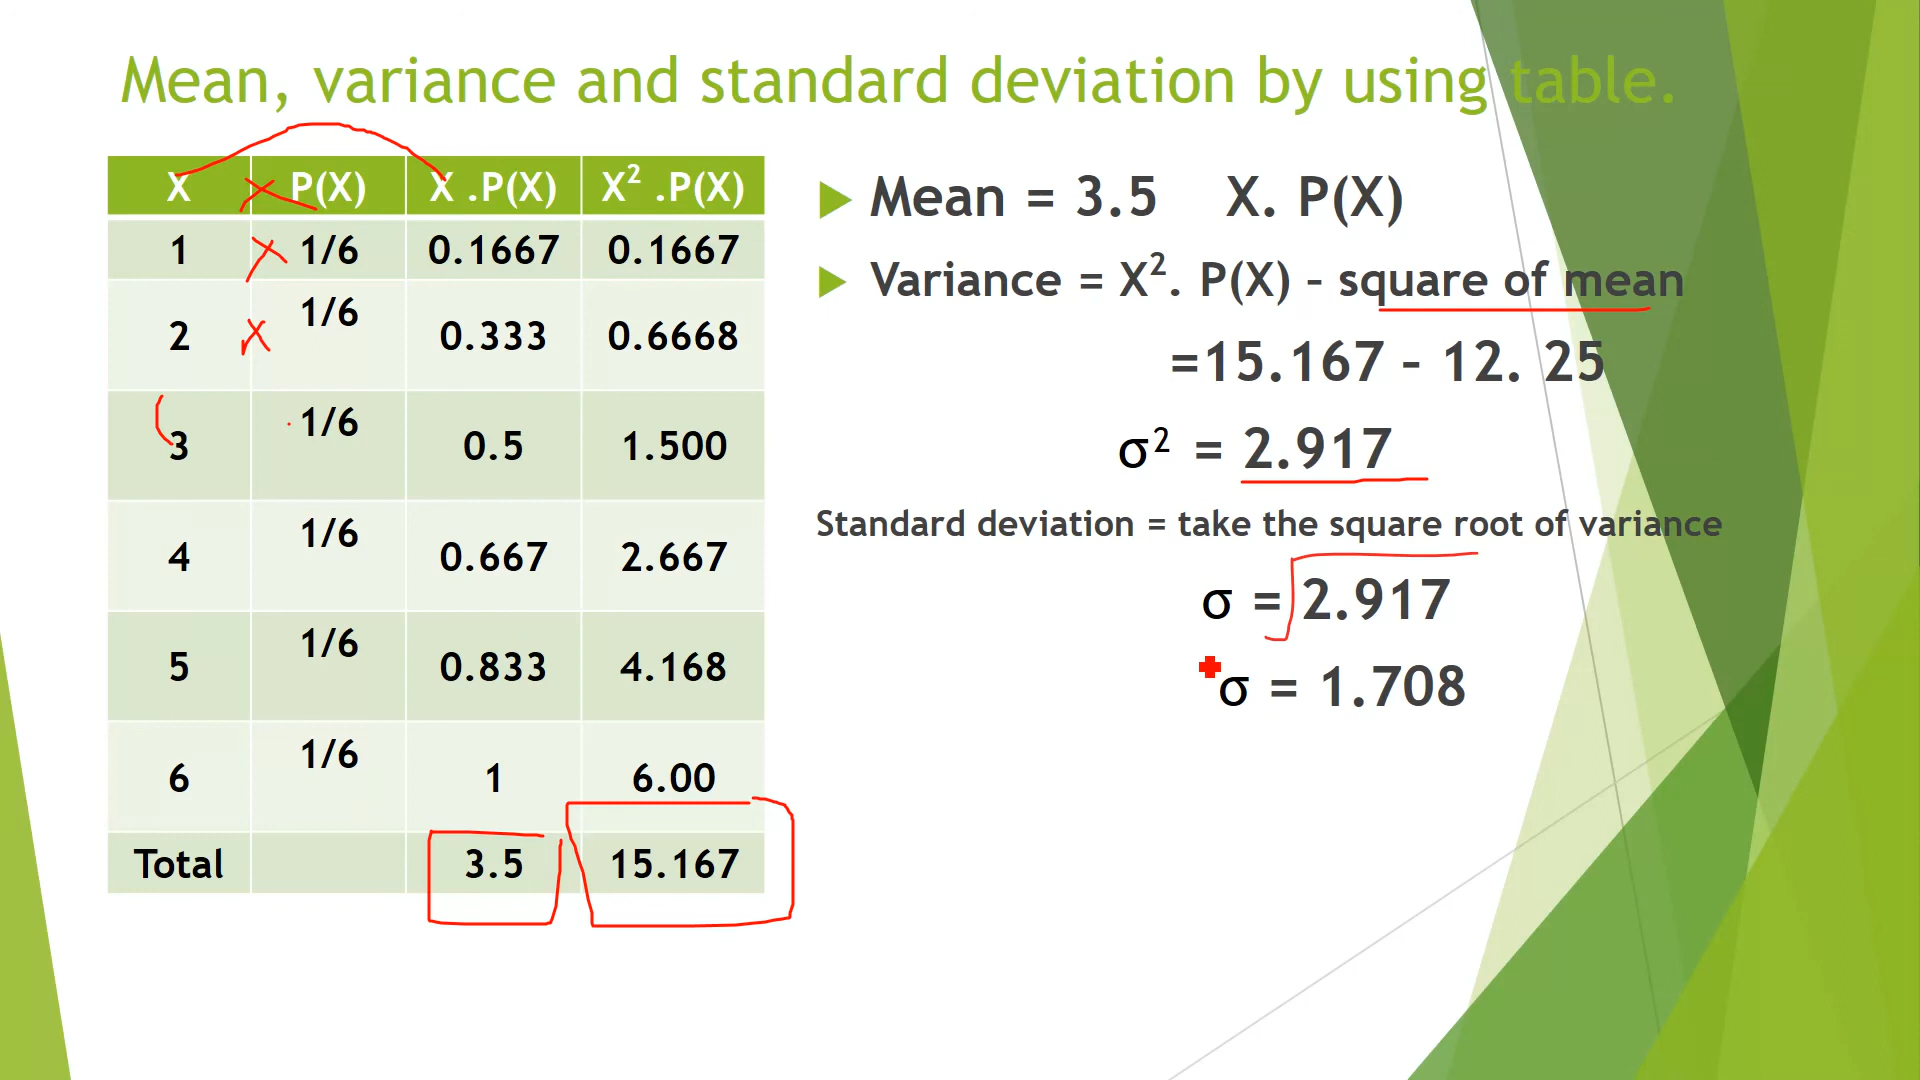 Mean, variance and standard deviation by using table.
X P(X) X .P(X) X² .P(X)
1 1/6 0.1667 0.1667
2 1/6 0.333 0.6668
3 1/6 0.5 1.500
4 1/6 0.667 2.667
5 1/6 0.833 4.168
6 1/6 1 6.00
Total 3.5 15.167
Mean = 3.5 X. P(X)
Variance = X². P(X) – square of mean
=15.167 – 12. 25
σ² = 2.917
Standard deviation = take the square root of variance
σ = 2.917
σ = 1.708